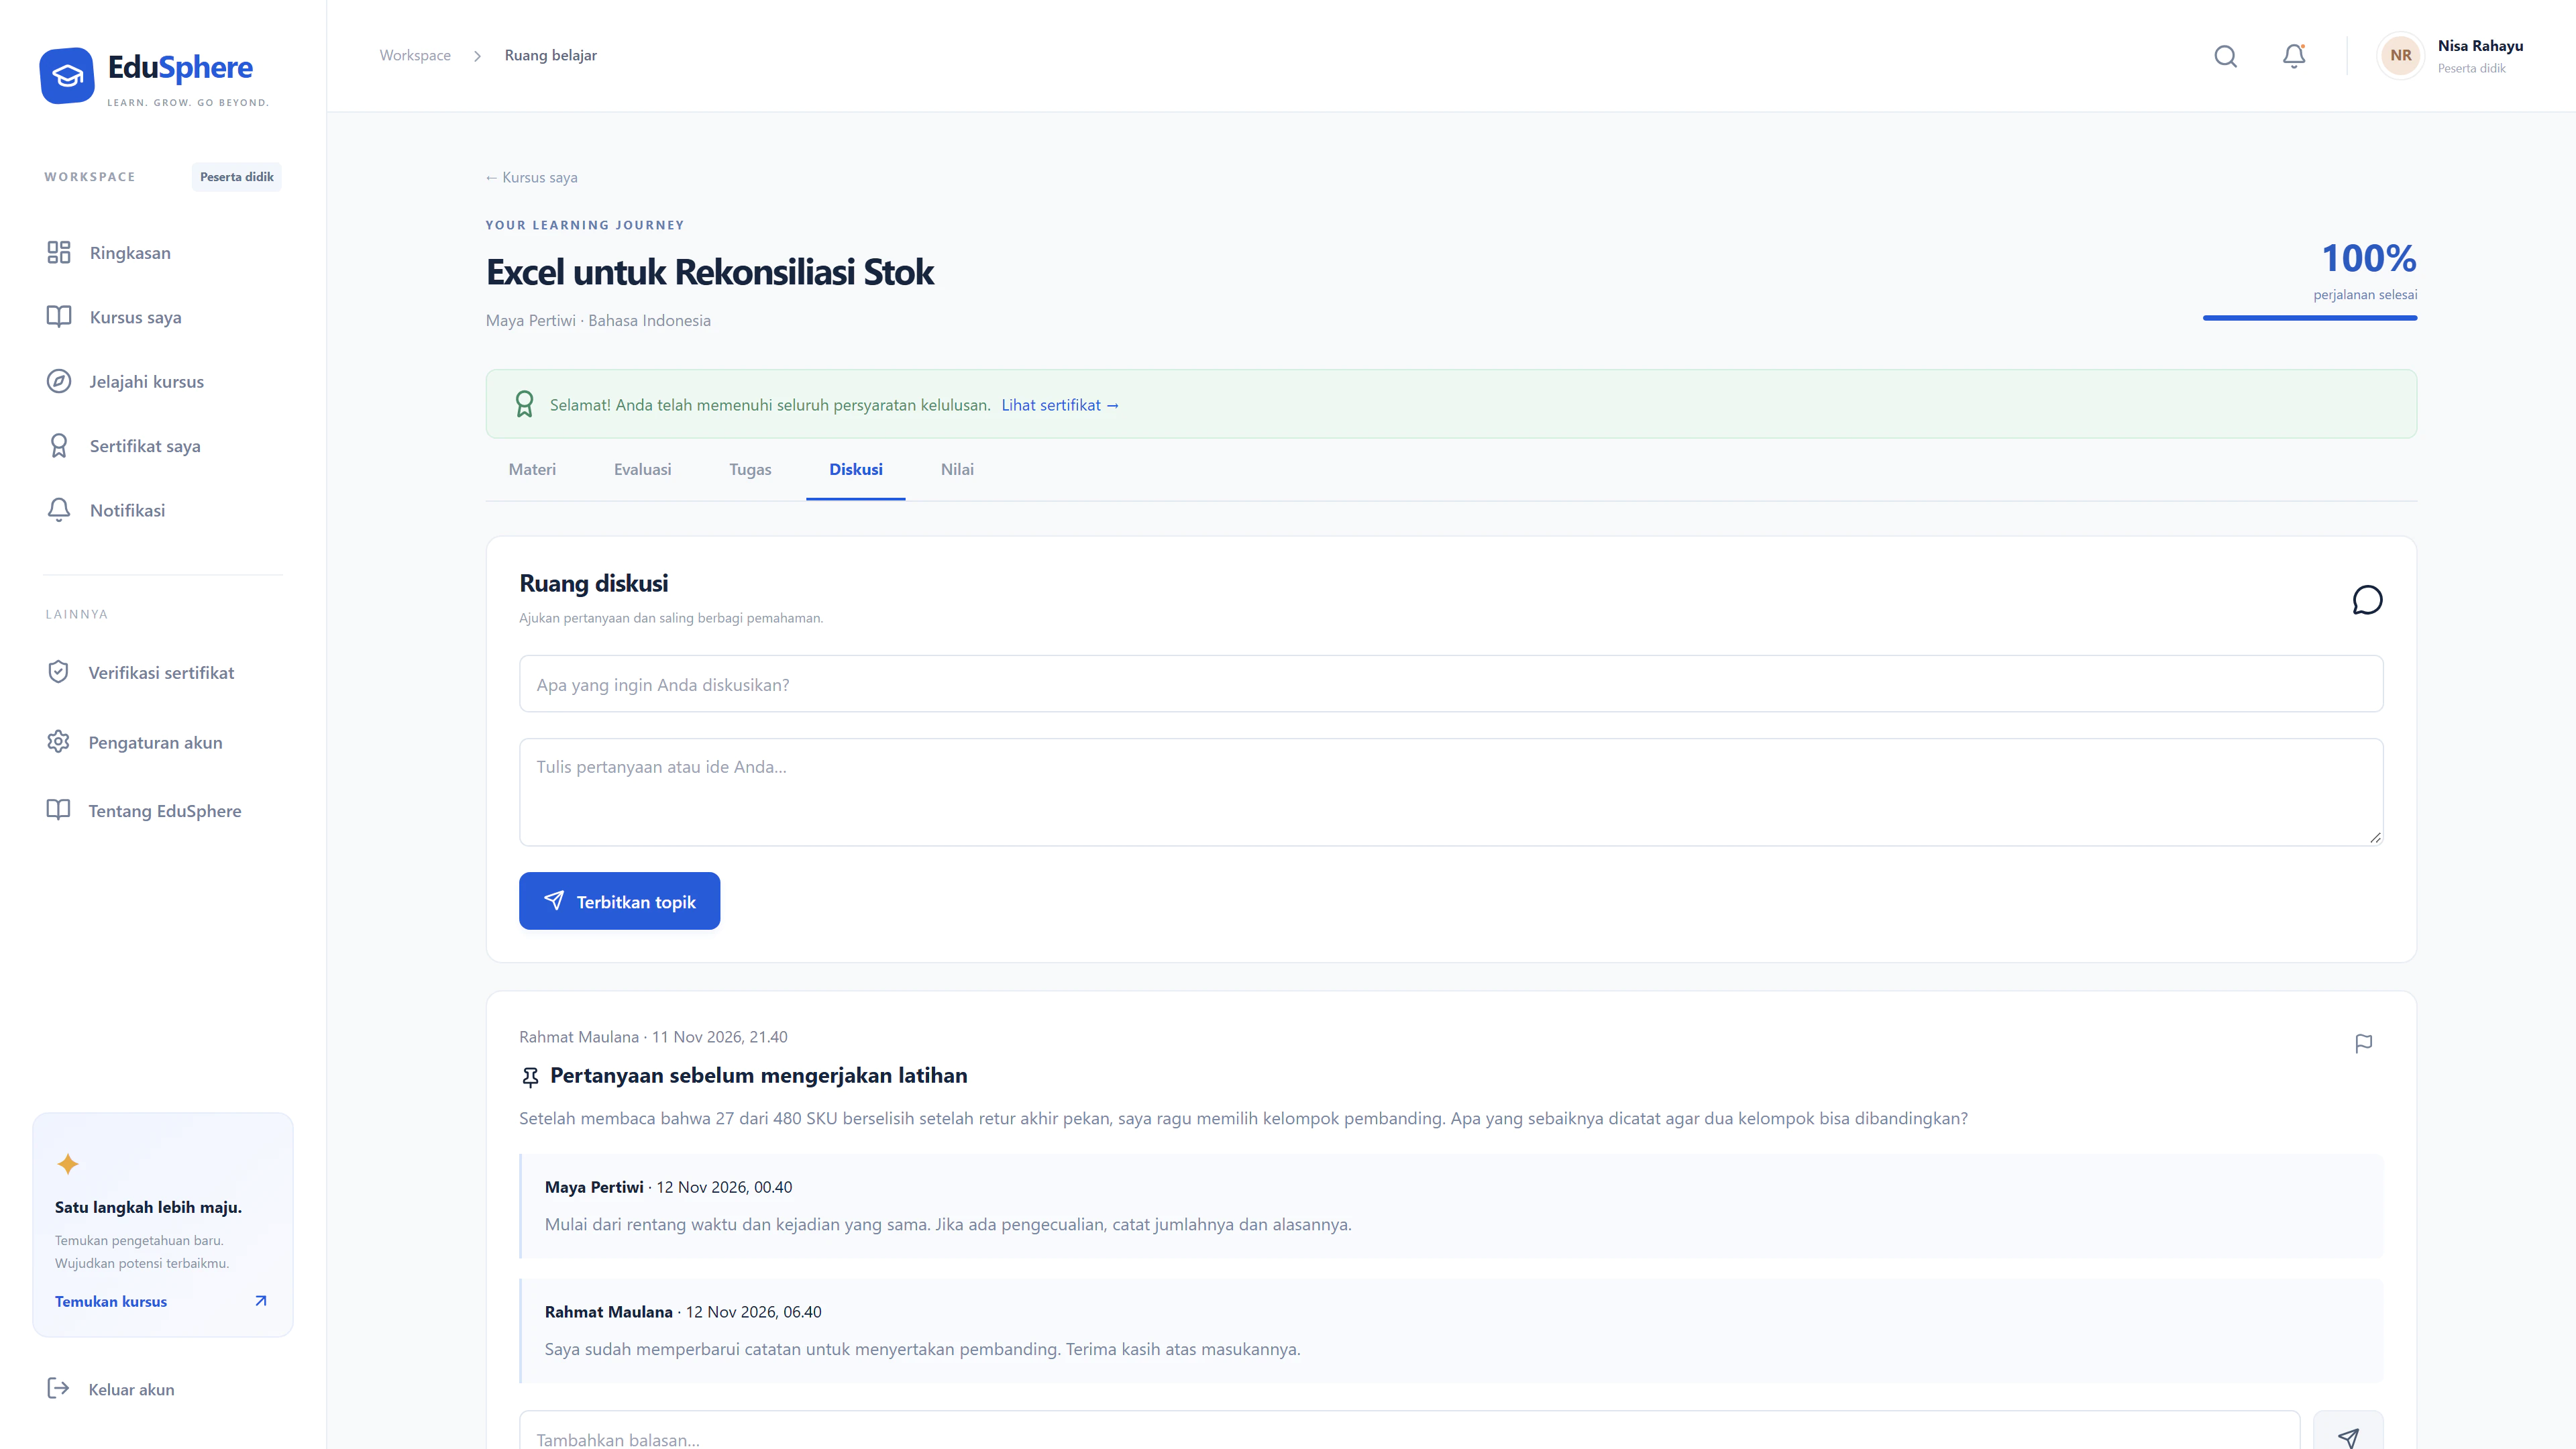 EduSphere
LEARN. GROW. GO BEYOND.
WORKSPACE
Peserta didik
Ringkasan
Kursus saya
Jelajahi kursus
Sertifikat saya
Notifikasi
LAINNYA
Verifikasi sertifikat
Pengaturan akun
Tentang EduSphere
Satu langkah lebih maju.
Temukan pengetahuan baru.
Wujudkan potensi terbaikmu.
Temukan kursus
Keluar akun
Workspace
Ruang belajar
NR
Nisa Rahayu
Peserta didik
← Kursus saya
YOUR LEARNING JOURNEY
Excel untuk Rekonsiliasi Stok
Maya Pertiwi · Bahasa Indonesia
100%
perjalanan selesai
Selamat! Anda telah memenuhi seluruh persyaratan kelulusan. Lihat sertifikat →
Materi
Evaluasi
Tugas
Diskusi
Nilai
Ruang diskusi
Ajukan pertanyaan dan saling berbagi pemahaman.
Apa yang ingin Anda diskusikan?
Tulis pertanyaan atau ide Anda...
Terbitkan topik
Rahmat Maulana · 11 Nov 2026, 21.40
Pertanyaan sebelum mengerjakan latihan
Setelah membaca bahwa 27 dari 480 SKU berselisih setelah retur akhir pekan, saya ragu memilih kelompok pembanding. Apa yang sebaiknya dicatat agar dua kelompok bisa dibandingkan?
Maya Pertiwi · 12 Nov 2026, 00.40
Mulai dari rentang waktu dan kejadian yang sama. Jika ada pengecualian, catat jumlahnya dan alasannya.
Rahmat Maulana · 12 Nov 2026, 06.40
Saya sudah memperbarui catatan untuk menyertakan pembanding. Terima kasih atas masukannya.
Tambahkan balasan...